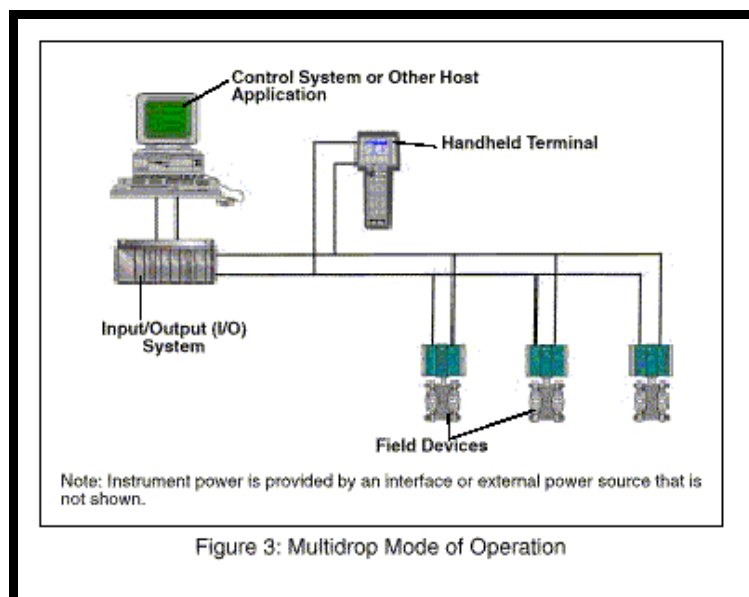 Control System or Other Host
Application
Handheld Terminal
Input/Output (I/O)
System
Field Devices
Note: Instrument power is provided by an interface or external power source that is
not shown.
Figure 3: Multidrop Mode of Operation